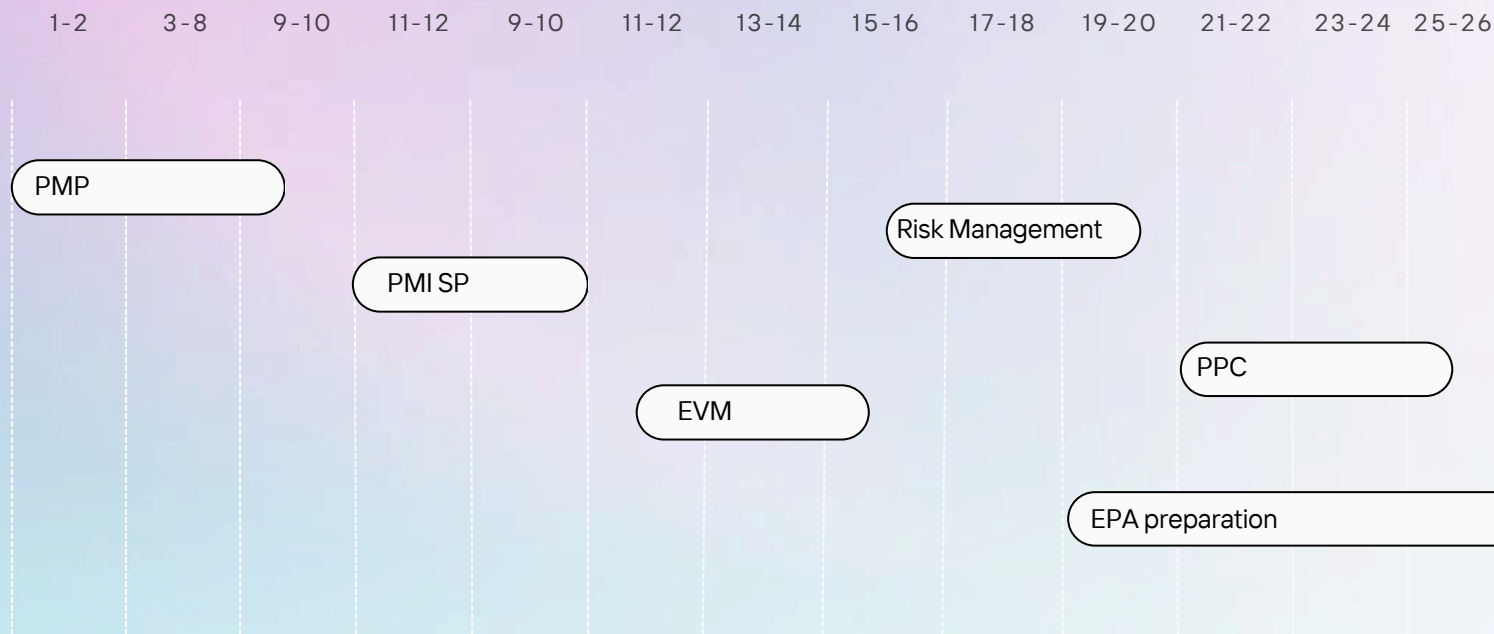 1-2 3-8 9-10 11-12 9-10 11-12 13-14 15-16 17-18 19-20 21-22 23-24 25-26
PMP
Risk Management
PMI SP
PPC
EVM
EPA preparation